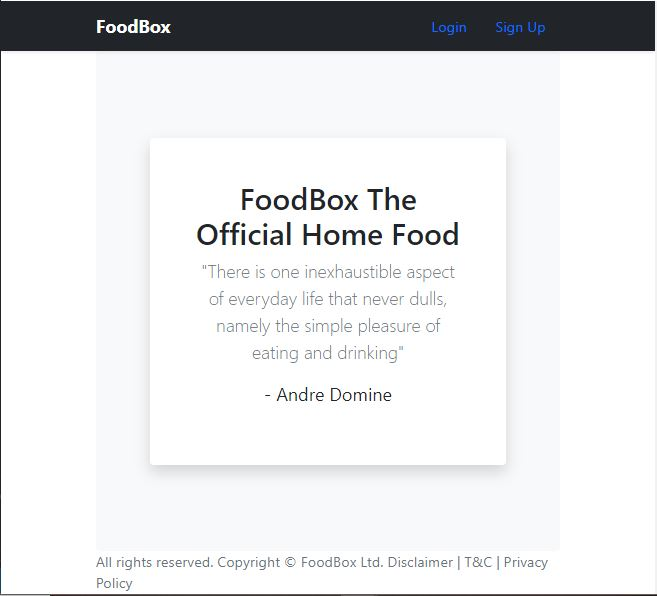 FoodBox
Login Sign Up
FoodBox The
Official Home Food
"There is one inexhaustible aspect
of everyday life that never dulls,
namely the simple pleasure of
eating and drinking"
- Andre Domine
All rights reserved. Copyright © FoodBox Ltd. Disclaimer | T&C | Privacy
Policy